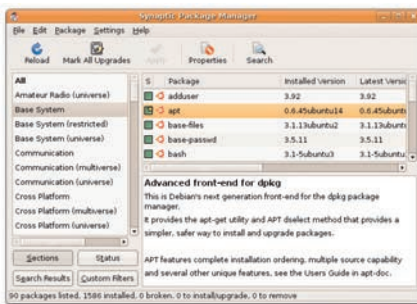 Synaptic Package Manager
File Edit Package Settings Help
Reload Mark All Upgrades Apply Properties Search
All
Amateur Radio (universe)
Base System
Base System (restricted)
Base System (universe)
Communication
Communication (multiverse)
Communication (universe)
Cross Platform
Cross Platform (multiverse)
Cross Platform (universe)
Sections Status
Search Results Custom Filters
S Package Installed Version Latest Versi
adduser 3.92 3.92
apt 0.6.45ubuntu14 0.6.45ubunt
base-files 3.1.13ubuntu2 3.1.13ubunt
base-passwd 3.5.11 3.5.11
bash 3.1-5ubuntu3 3.1-5ubuntu
Advanced front-end for dpkg
This is Debian's next generation front-end for the dpkg package
manager.
It provides the apt-get utility and APT dselect method that provides a
simpler, safer way to install and upgrade packages.
APT features complete installation ordering, multiple source capability
and several other unique features, see the Users Guide in apt-doc.
90 packages listed, 1586 installed, 0 broken. 0 to install/upgrade, 0 to remove